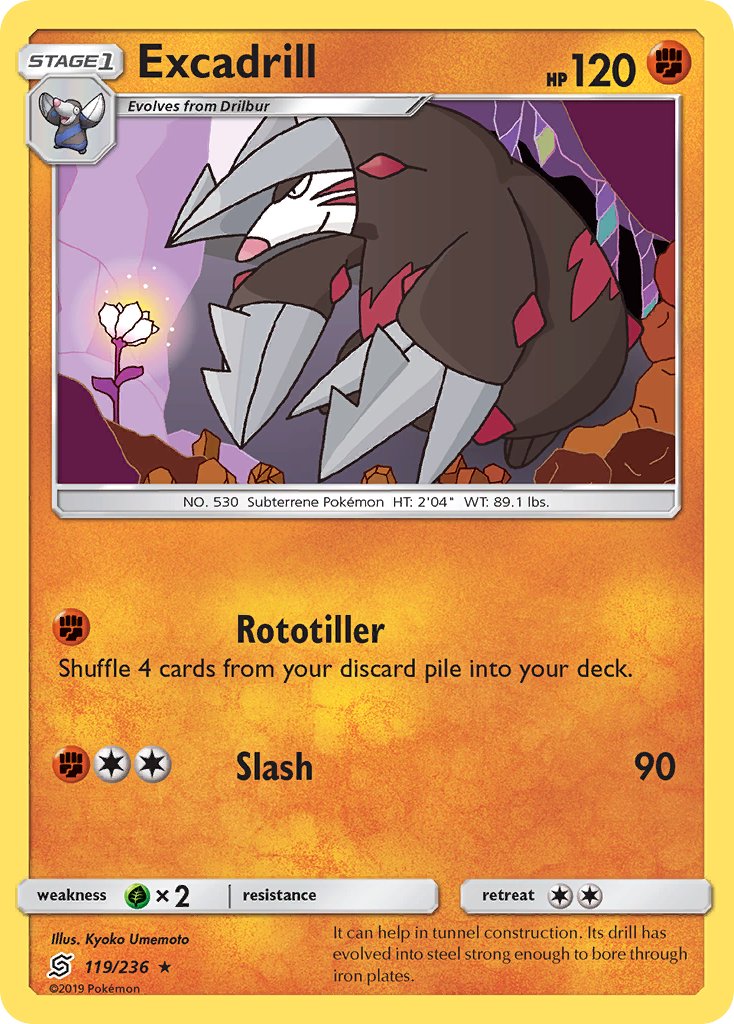 STAGE1
Excadrill
HP 120
Evolves from Drilbur
NO. 530 Subterrene Pokémon HT: 2'04" WT: 89.1 lbs.
Rototiller
Shuffle 4 cards from your discard pile into your deck.
Slash 90
weakness ×2 resistance retreat
Illus. Kyoko Umemoto
119/236 ★
©2019 Pokémon
It can help in tunnel construction. Its drill has
evolved into steel strong enough to bore through
iron plates.